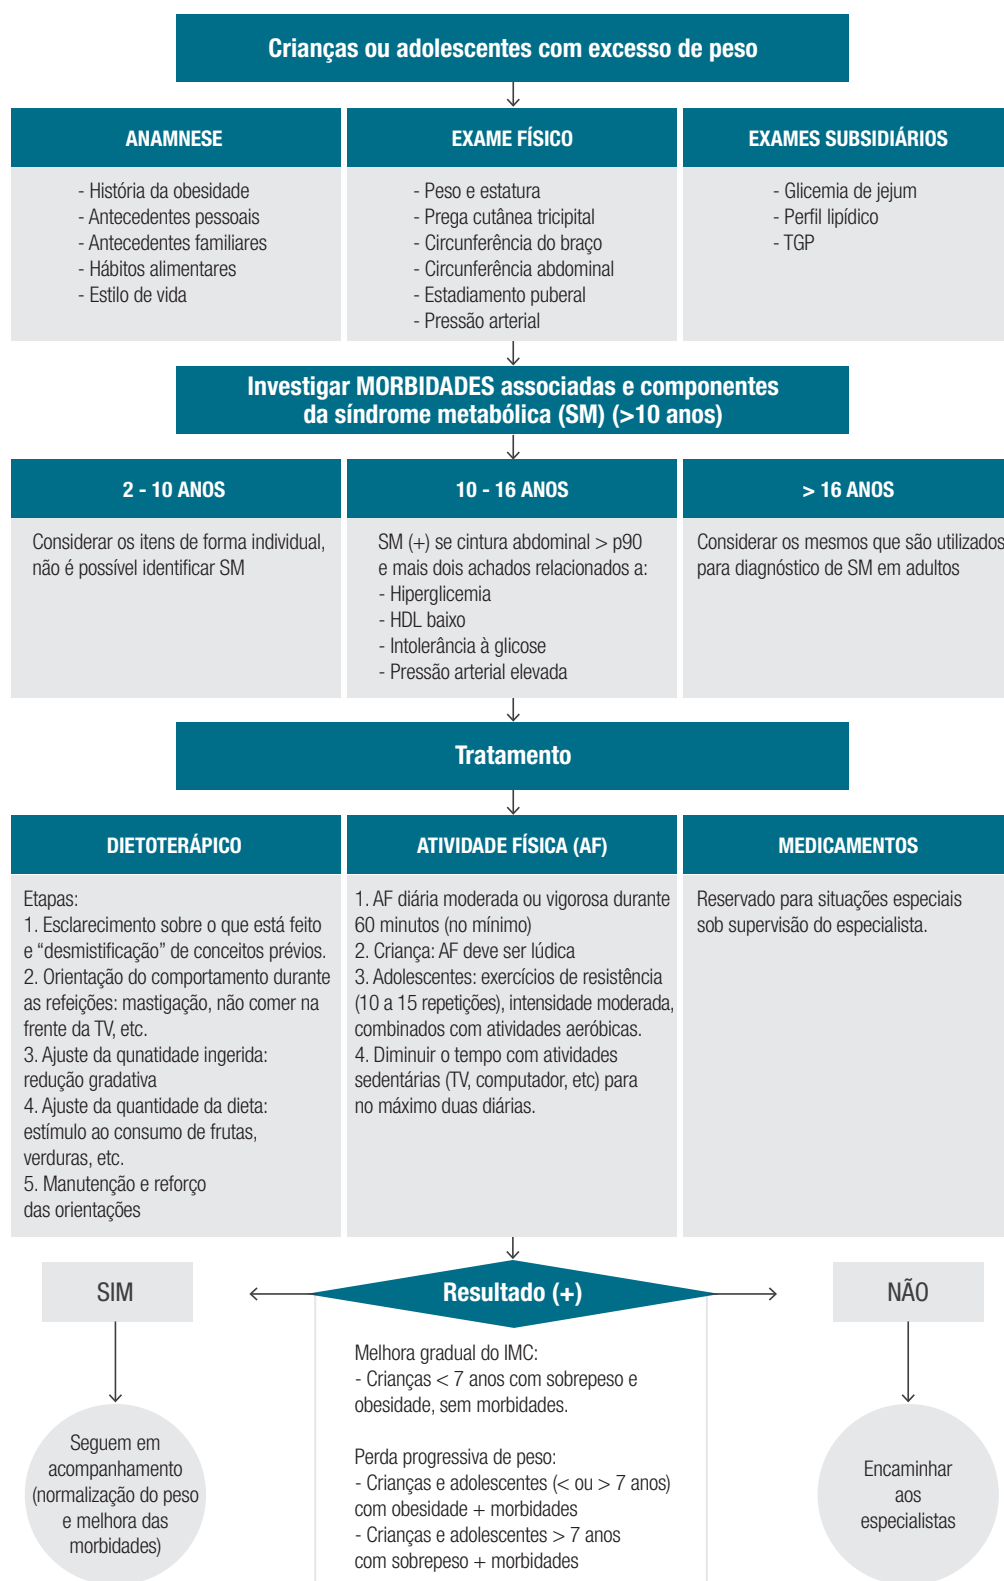 Crianças ou adolescentes com excesso de peso
ANAMNESE
- História da obesidade
- Antecedentes pessoais
- Antecedentes familiares
- Hábitos alimentares
- Estilo de vida
EXAME FÍSICO
- Peso e estatura
- Prega cutânea tricipital
- Circunferência do braço
- Circunferência abdominal
- Estadiamento puberal
- Pressão arterial
EXAMES SUBSIDIÁRIOS
- Glicemia de jejum
- Perfil lipídico
- TGP
Investigar MORBIDADES associadas e componentes
da síndrome metabólica (SM) (>10 anos)
2 - 10 ANOS
Considerar os itens de forma individual,
não é possível identificar SM
10 - 16 ANOS
SM (+) se cintura abdominal > p90
e mais dois achados relacionados a:
- Hiperglicemia
- HDL baixo
- Intolerância à glicose
- Pressão arterial elevada
> 16 ANOS
Considerar os mesmos que são utilizados
para diagnóstico de SM em adultos
Tratamento
DIETOTERÁPICO
Etapas:
1. Esclarecimento sobre o que está feito
e “desmistificação” de conceitos prévios.
2. Orientação do comportamento durante
as refeições: mastigação, não comer na
frente da TV, etc.
3. Ajuste da qunatidade ingerida:
redução gradativa
4. Ajuste da quantidade da dieta:
estímulo ao consumo de frutas,
verduras, etc.
5. Manutenção e reforço
das orientações
ATIVIDADE FÍSICA (AF)
1. AF diária moderada ou vigorosa durante
60 minutos (no mínimo)
2. Criança: AF deve ser lúdica
3. Adolescentes: exercícios de resistência
(10 a 15 repetições), intensidade moderada,
combinados com atividades aeróbicas.
4. Diminuir o tempo com atividades
sedentárias (TV, computador, etc) para
no máximo duas diárias.
MEDICAMENTOS
Reservado para situações especiais
sob supervisão do especialista.
SIM
Resultado (+)
NÃO
Seguem em
acompanhamento
(normalização do peso
e melhora das
morbidades)
Melhora gradual do IMC:
- Crianças < 7 anos com sobrepeso e
obesidade, sem morbidades.
Perda progressiva de peso:
- Crianças e adolescentes (< ou > 7 anos)
com obesidade + morbidades
- Crianças e adolescentes > 7 anos
com sobrepeso + morbidades
Encaminhar
aos
especialistas